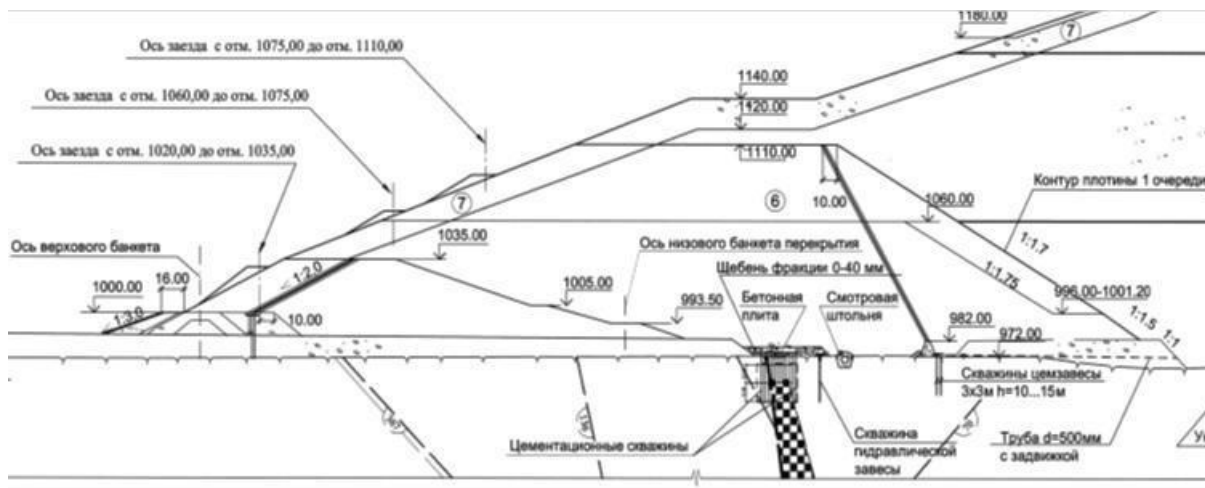 1180.00
7
Ось заезда с отм. 1075,00 до отм. 1110,00
1140.00
Ось заезда с отм. 1060,00 до отм. 1075,00
1120.00
Ось заезда с отм. 1020,00 до отм. 1035,00
1110.00
Контур плотины 1 очереди
7
6
10.00
1060.00
Ось верхового банкета
1035.00
Ось низового банкета перекрытия
1:1.7
16.00
1:2.0
Щебень фракции 0-40 мм
1:1.75
1000.00
1005.00
996.00-1001.20
1:3.0
10.00
993.50
Бетонная
плита
Смотровая
штольня
982.00
1:1.5
1:1
972.00
Скважины цемзавесы
3х3м h=10...15м
Цементационные скважины
Скважина
гидравлической
завесы
Труба d=500мм
с задвижкой